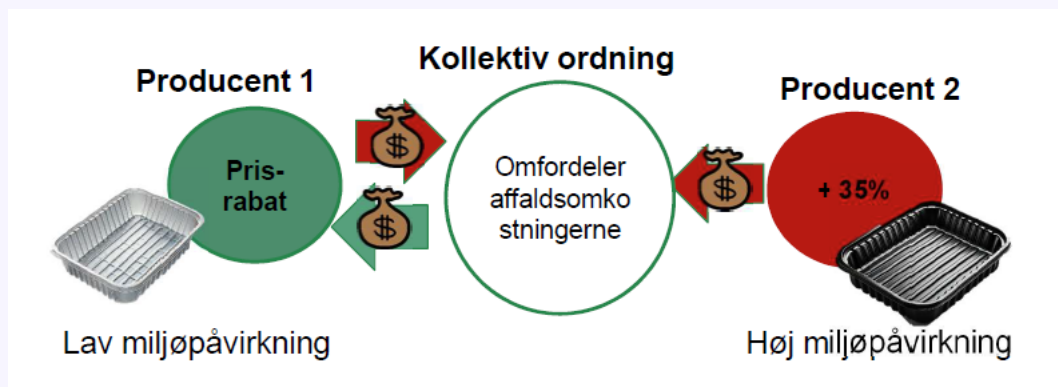 Kollektiv ordning
Producent 1
Producent 2
Pris-
rabat
$
$
Omfordeler
affaldsomko
stningerne
$
+ 35%
Lav miljøpåvirkning
Høj miljøpåvirkning